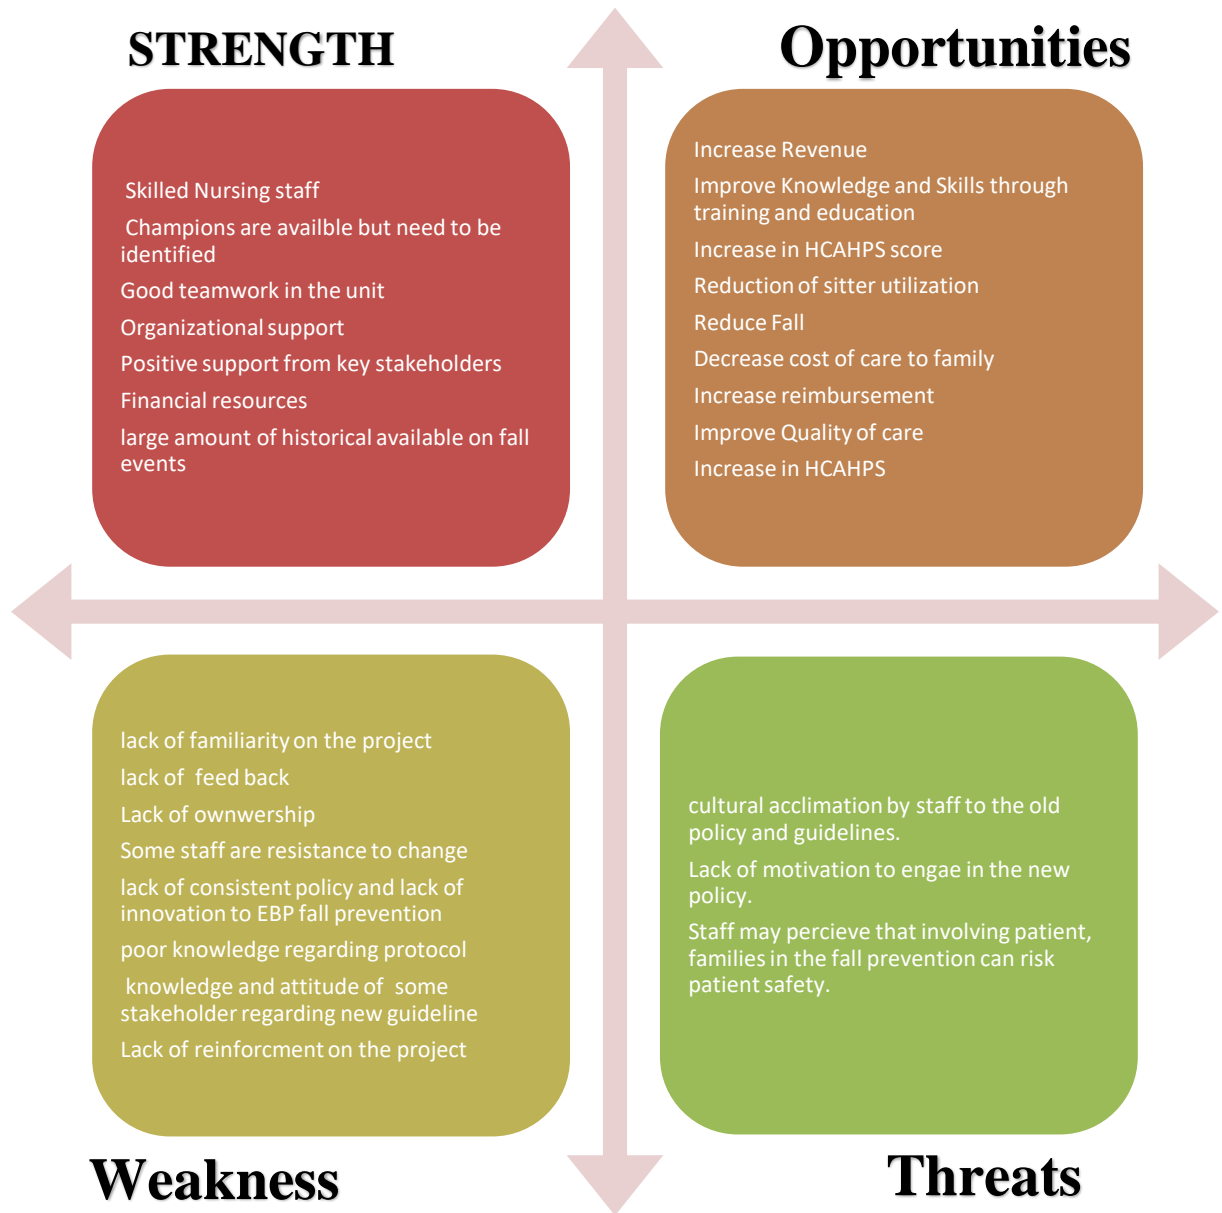 STRENGTH
Skilled Nursing staff
Champions are availble but need to be
identified
Good teamwork in the unit
Organizational support
Positive support from key stakeholders
Financial resources
large amount of historical available on fall
events
Opportunities
Increase Revenue
Improve Knowledge and Skills through
training and education
Increase in HCAHPS score
Reduction of sitter utilization
Reduce Fall
Decrease cost of care to family
Increase reimbursement
Improve Quality of care
Increase in HCAHPS
lack of familiarity on the project
lack of feed back
Lack of ownwership
Some staff are resistance to change
lack of consistent policy and lack of
innovation to EBP fall prevention
poor knowledge regarding protocol
knowledge and attitude of some
stakeholder regarding new guideline
Lack of reinforcment on the project
Weakness
cultural acclimation by staff to the old
policy and guidelines.
Lack of motivation to engae in the new
policy.
Staff may percieve that involving patient,
families in the fall prevention can risk
patient safety.
Threats